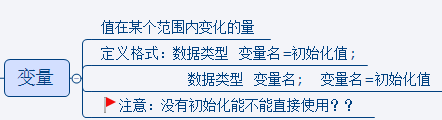 变量
值在某个范围内变化的量
定义格式：数据类型 变量名=初始化值；
数据类型 变量名； 变量名=初始化值
注意：没有初始化能不能直接使用？？